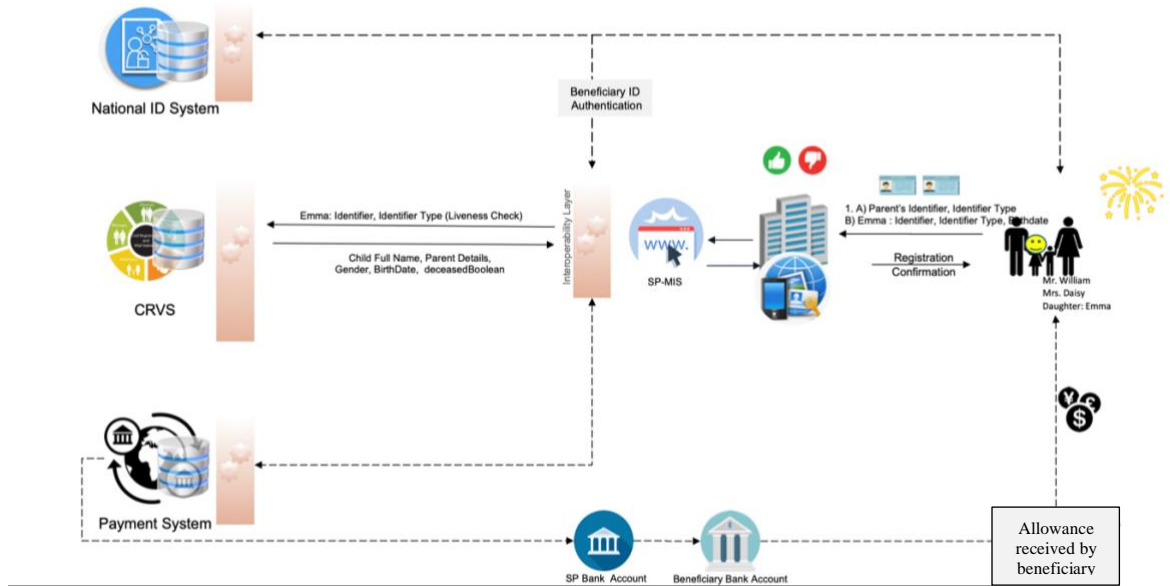 National ID System
Beneficiary ID
Authentication
Interoperability Layer
Emma: Identifier, Identifier Type (Liveness Check)
Child Full Name, Parent Details,
Gender, BirthDate, deceasedBoolean
CRVS
www.
SP-MIS
1. A) Parent's Identifier, Identifier Type
B) Emma : Identifier, Identifier Type, Birthdate
Registration
Confirmation
Mr. William
Mrs. Daisy
Daughter: Emma
¥
£
$
Payment System
SP Bank Account
Beneficiary Bank Account
Allowance
received by
beneficiary